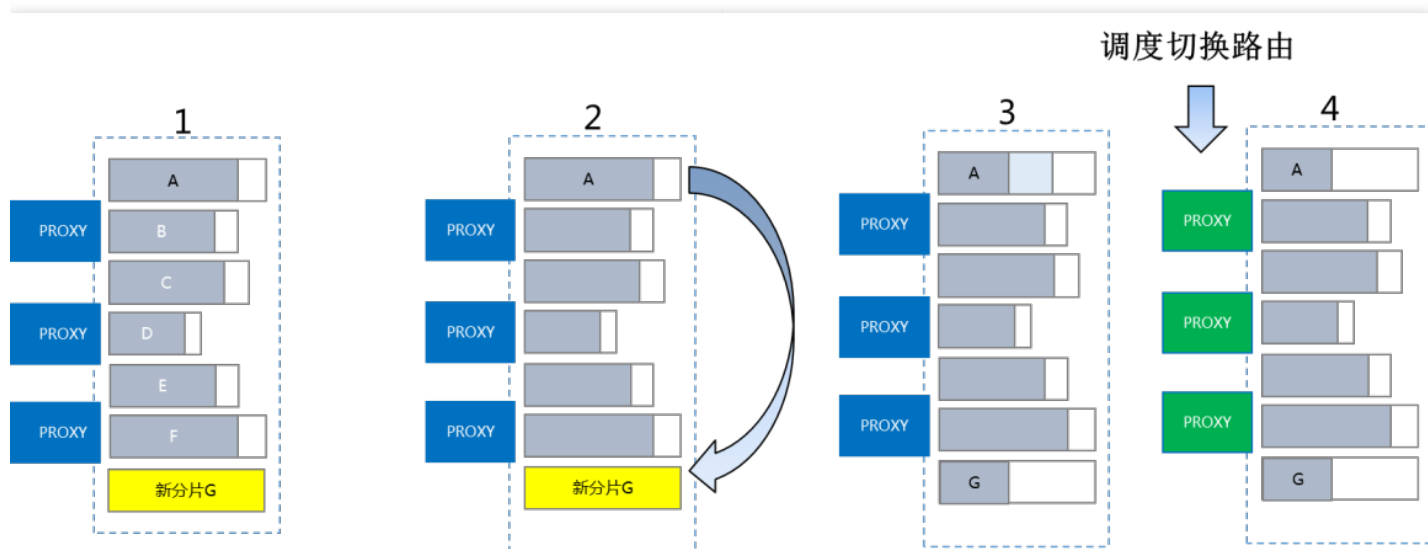 调度切换路由
1
A
PROXY
B
C
PROXY
D
E
PROXY
F
新分片G
2
A
PROXY
PROXY
PROXY
新分片G
3
A
PROXY
PROXY
PROXY
G
4
A
PROXY
PROXY
PROXY
G